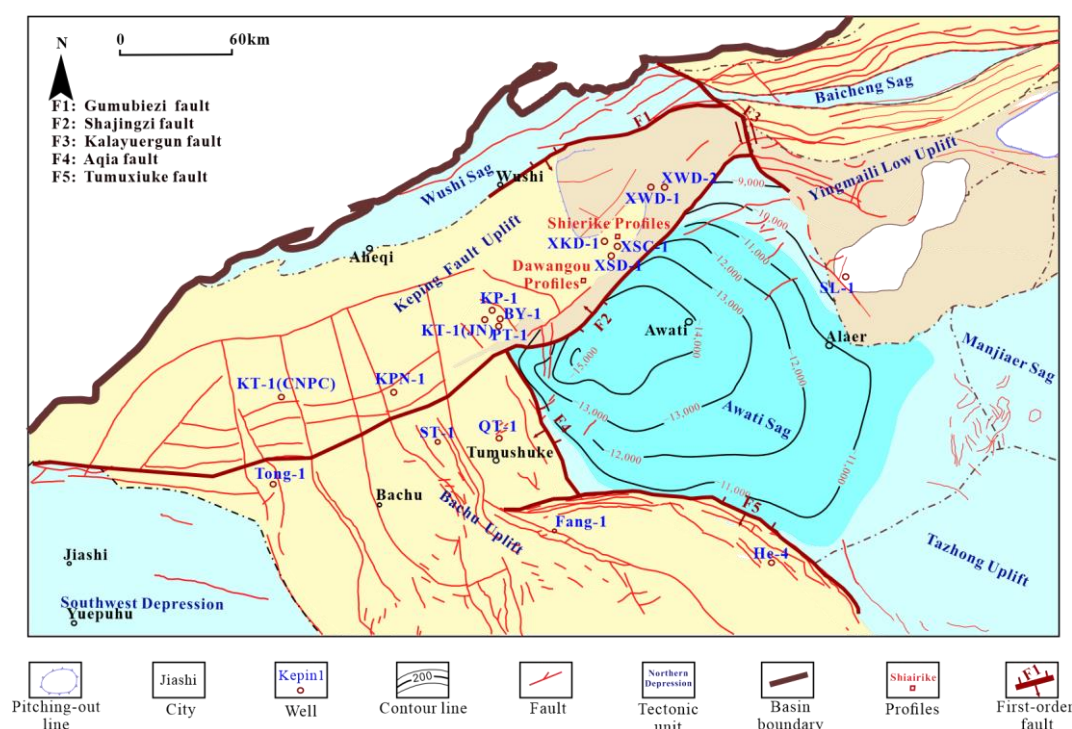 N
0 60km
F1: Gumubiezi fault
F2: Shajingzi fault
F3: Kalayuergun fault
F4: Aqia fault
F5: Tumuxiuke fault
Baicheng Sag
F1
F3
Wushi Sag
Wushi
Yingmaili Low Uplift
XWD-2
XWD-1
-9,000
-10,000
Shierike Profiles
XKD-1
XSC-1
XSD-1
-11,000
-12,000
Aheqi
Keping Fault Uplift
Dawangou
Profiles
-13,000
SL-1
KP-1
BY-1
KT-1(JN)
PT-1
F2
Awati
-14,000
Alaer
-15,000
Manjiaer Sag
-12,000
KT-1(CNPC)
KPN-1
-13,000
-13,000
Awati Sag
F4
ST-1
QT-1
-12,000
Tumushuke
-11,000
Tong-1
-11,000
Bachu
Bachu Uplift
F5
Fang-1
Jiashi
He-4
Tazhong Uplift
Southwest Depression
Yuepuhu
Jiashi
Kepin1
200
Northern
Depression
Shiairike
F1
Pitching-out
line
City
Well
Contour line
Fault
Tectonic
unit
Basin
boundary
Profiles
First-order
fault